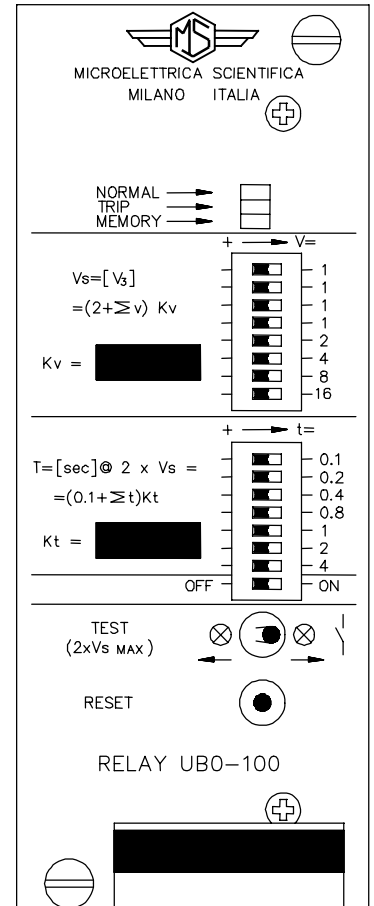 MS
MICROELETTRICA SCIENTIFICA
MILANO ITALIA
NORMAL
TRIP
MEMORY
+ → V=
Vs=[V3]
=(2+∑v) Kv
Kv =
1
1
1
1
2
4
8
16
+ → t=
T=[sec]@ 2 x Vs =
=(0.1+∑t)Kt
Kt =
0.1
0.2
0.4
0.8
1
2
4
OFF ON
TEST
(2xVs MAX)
RESET
RELAY UB0-100